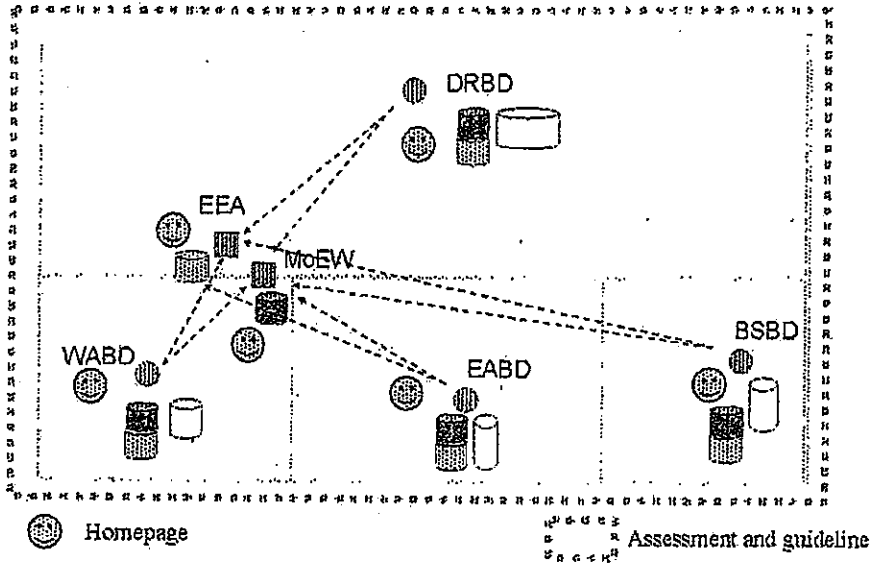 DRBD
EEA
MoEW
WABD
EABD
BSBD
Homepage
Assessment and guideline